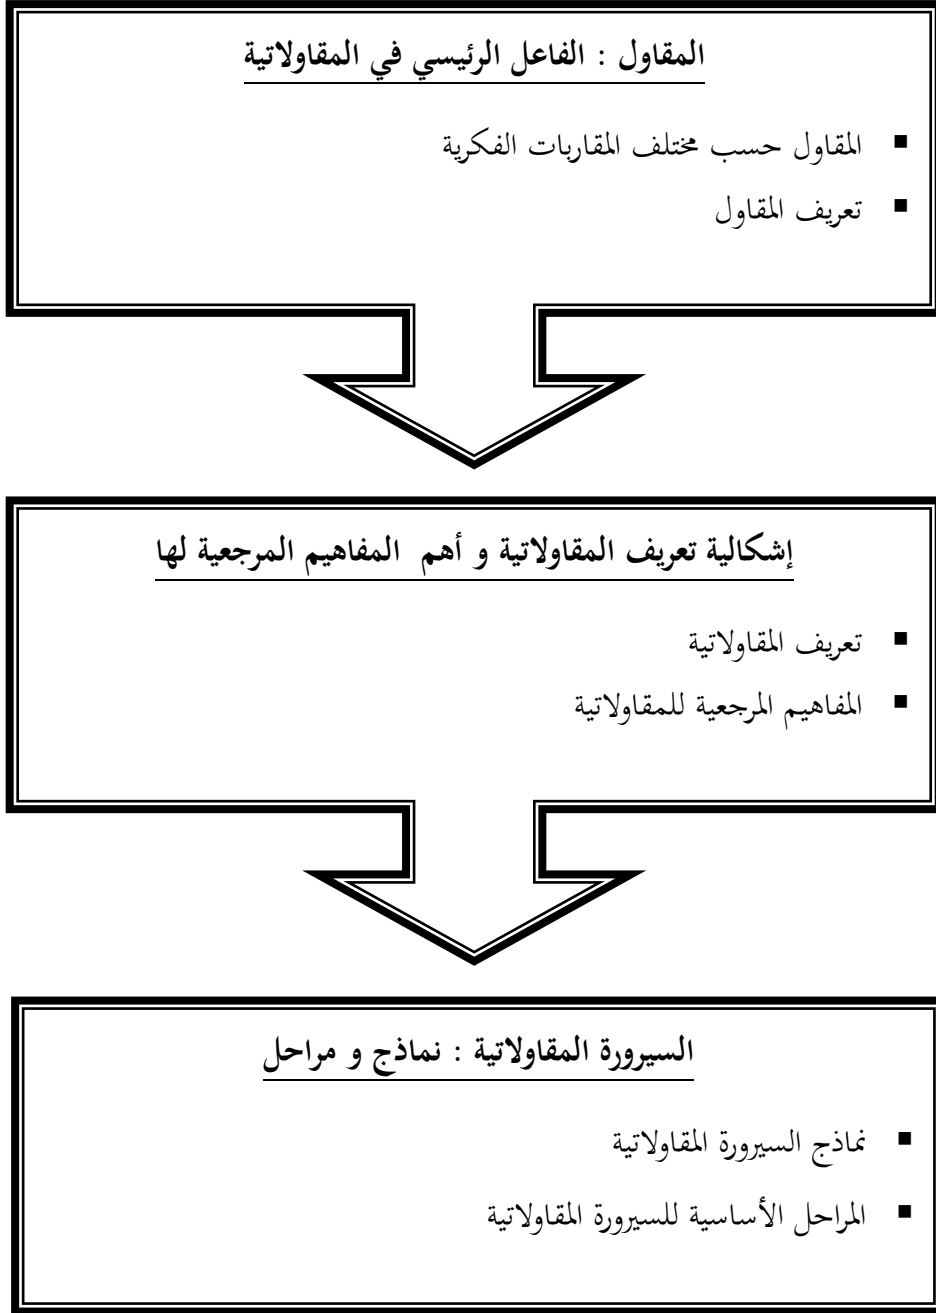 المقاول : الفاعل الرئيسي في المقاولاتية
▪ المقاول حسب مختلف المقاربات الفكرية
▪ تعريف المقاول
إشكالية تعريف المقاولاتية و أهم المفاهيم المرجعية لها
▪ تعريف المقاولاتية
▪ المفاهيم المرجعية للمقاولاتية
السيرورة المقاولاتية : نماذج و مراحل
▪ نماذج السيرورة المقاولاتية
▪ المراحل الأساسية للسيرورة المقاولاتية